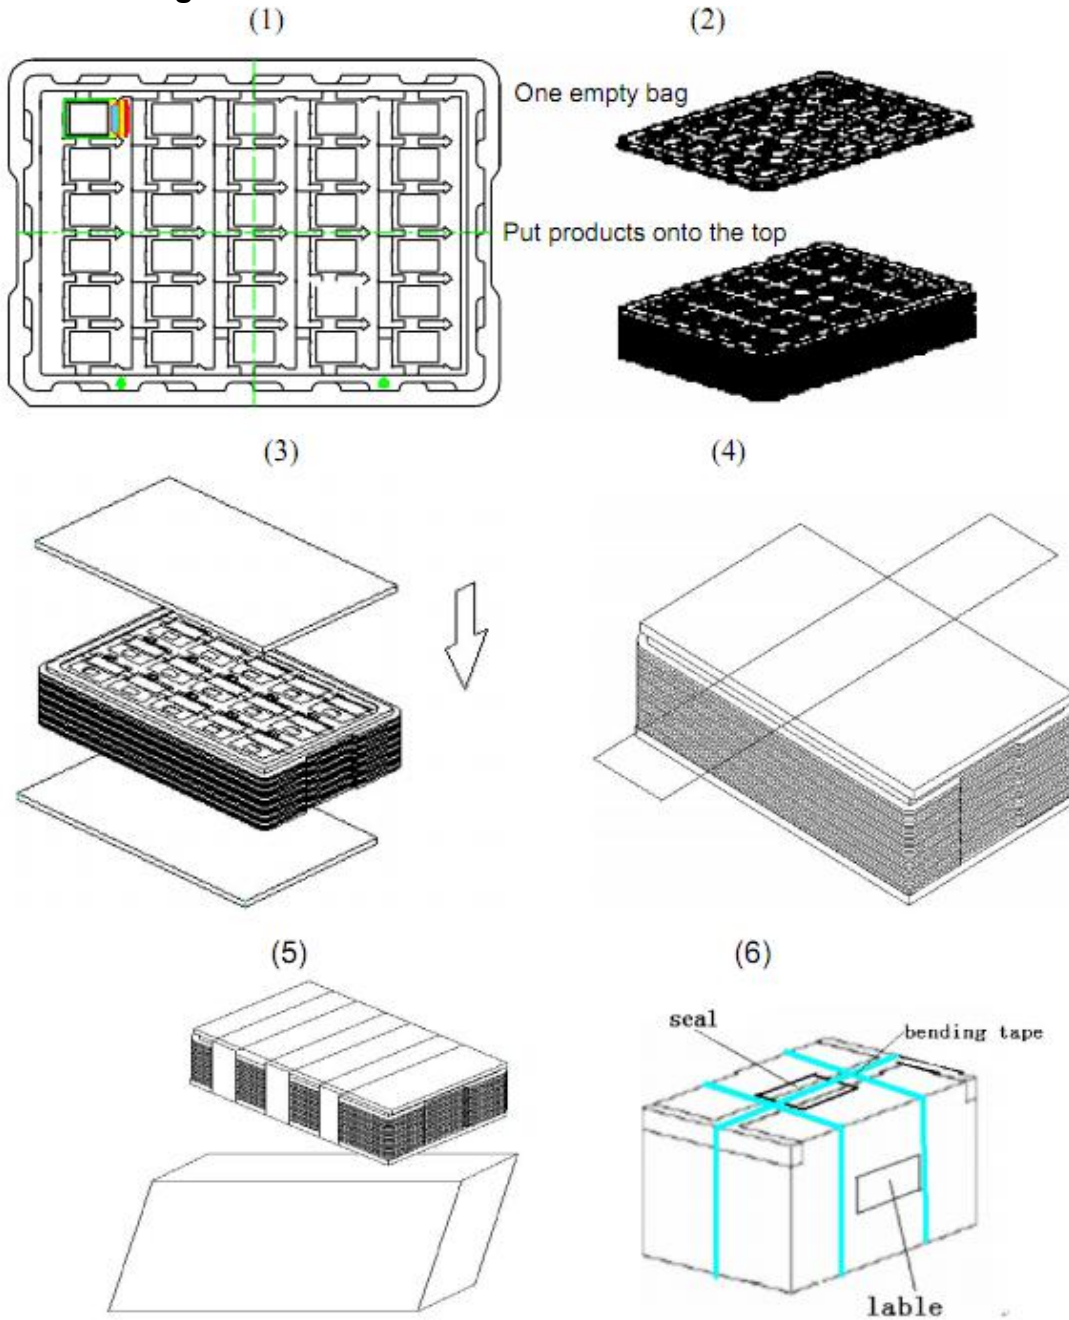 (1)
(2)
One empty bag
Put products onto the top
(3)
(4)
(5)
(6)
seal
bending tape
lable